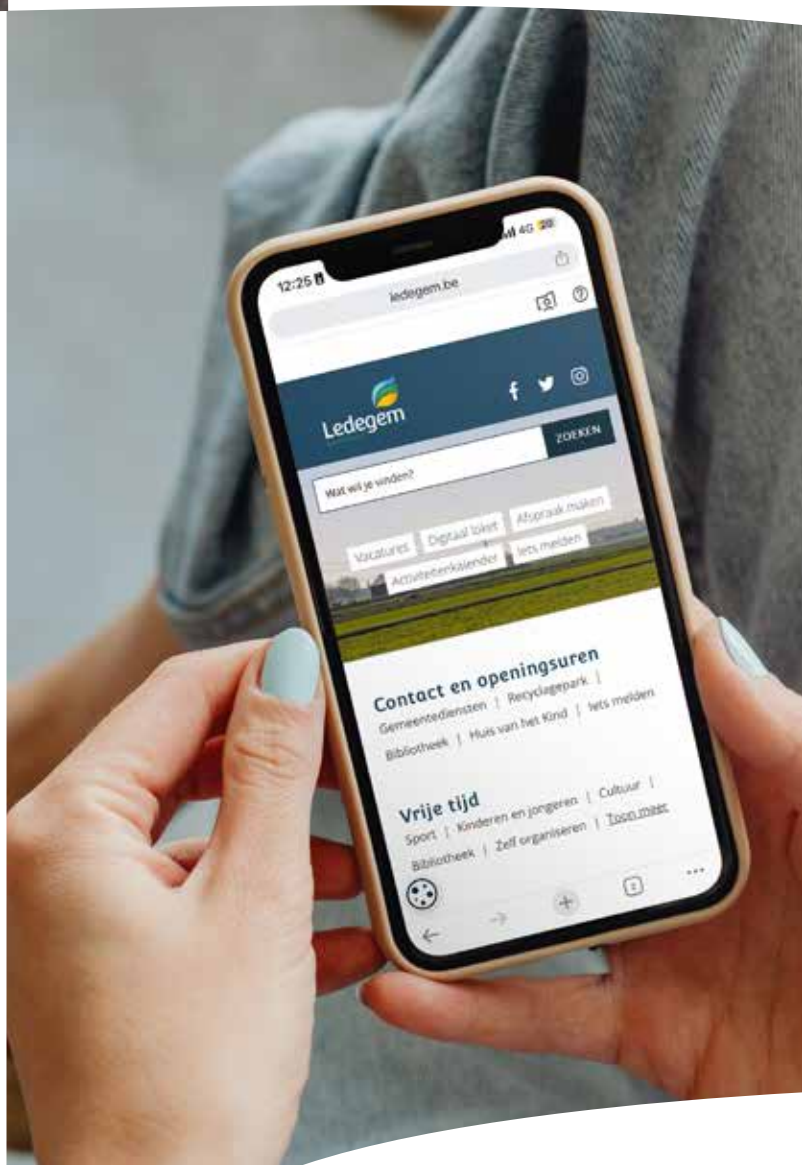 12:25
4G 20
ledegem.be
Ledegem
Wat wil je vinden?
ZOEKEN
Vacatures
Digitaal loket
Afspraak maken
Activiteitenkalender
Iets melden
Contact en openingsuren
Gemeentediensten | Recyclagepark |
Bibliotheek | Huis van het Kind | Iets melden
Vrije tijd
Sport | Kinderen en jongeren | Cultuur |
Bibliotheek | Zelf organiseren | Toon meer